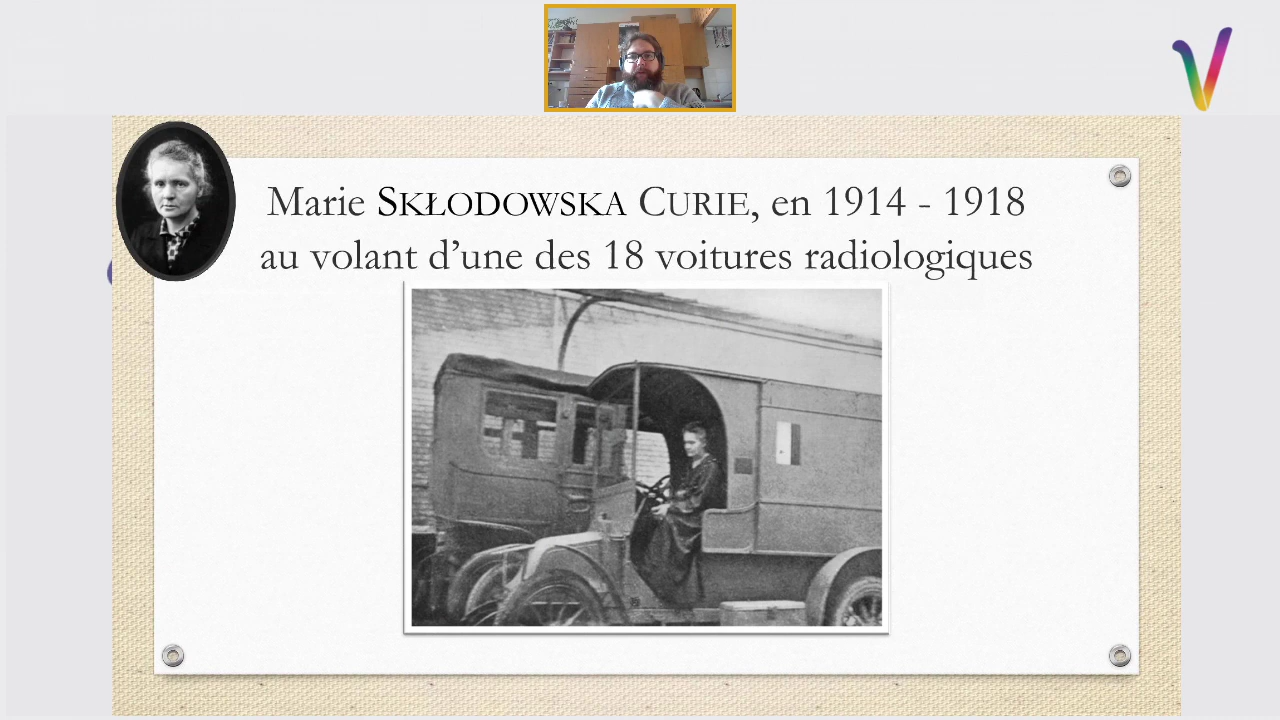 Marie SKŁODOWSKA CURIE, en 1914 - 1918
au volant d’une des 18 voitures radiologiques